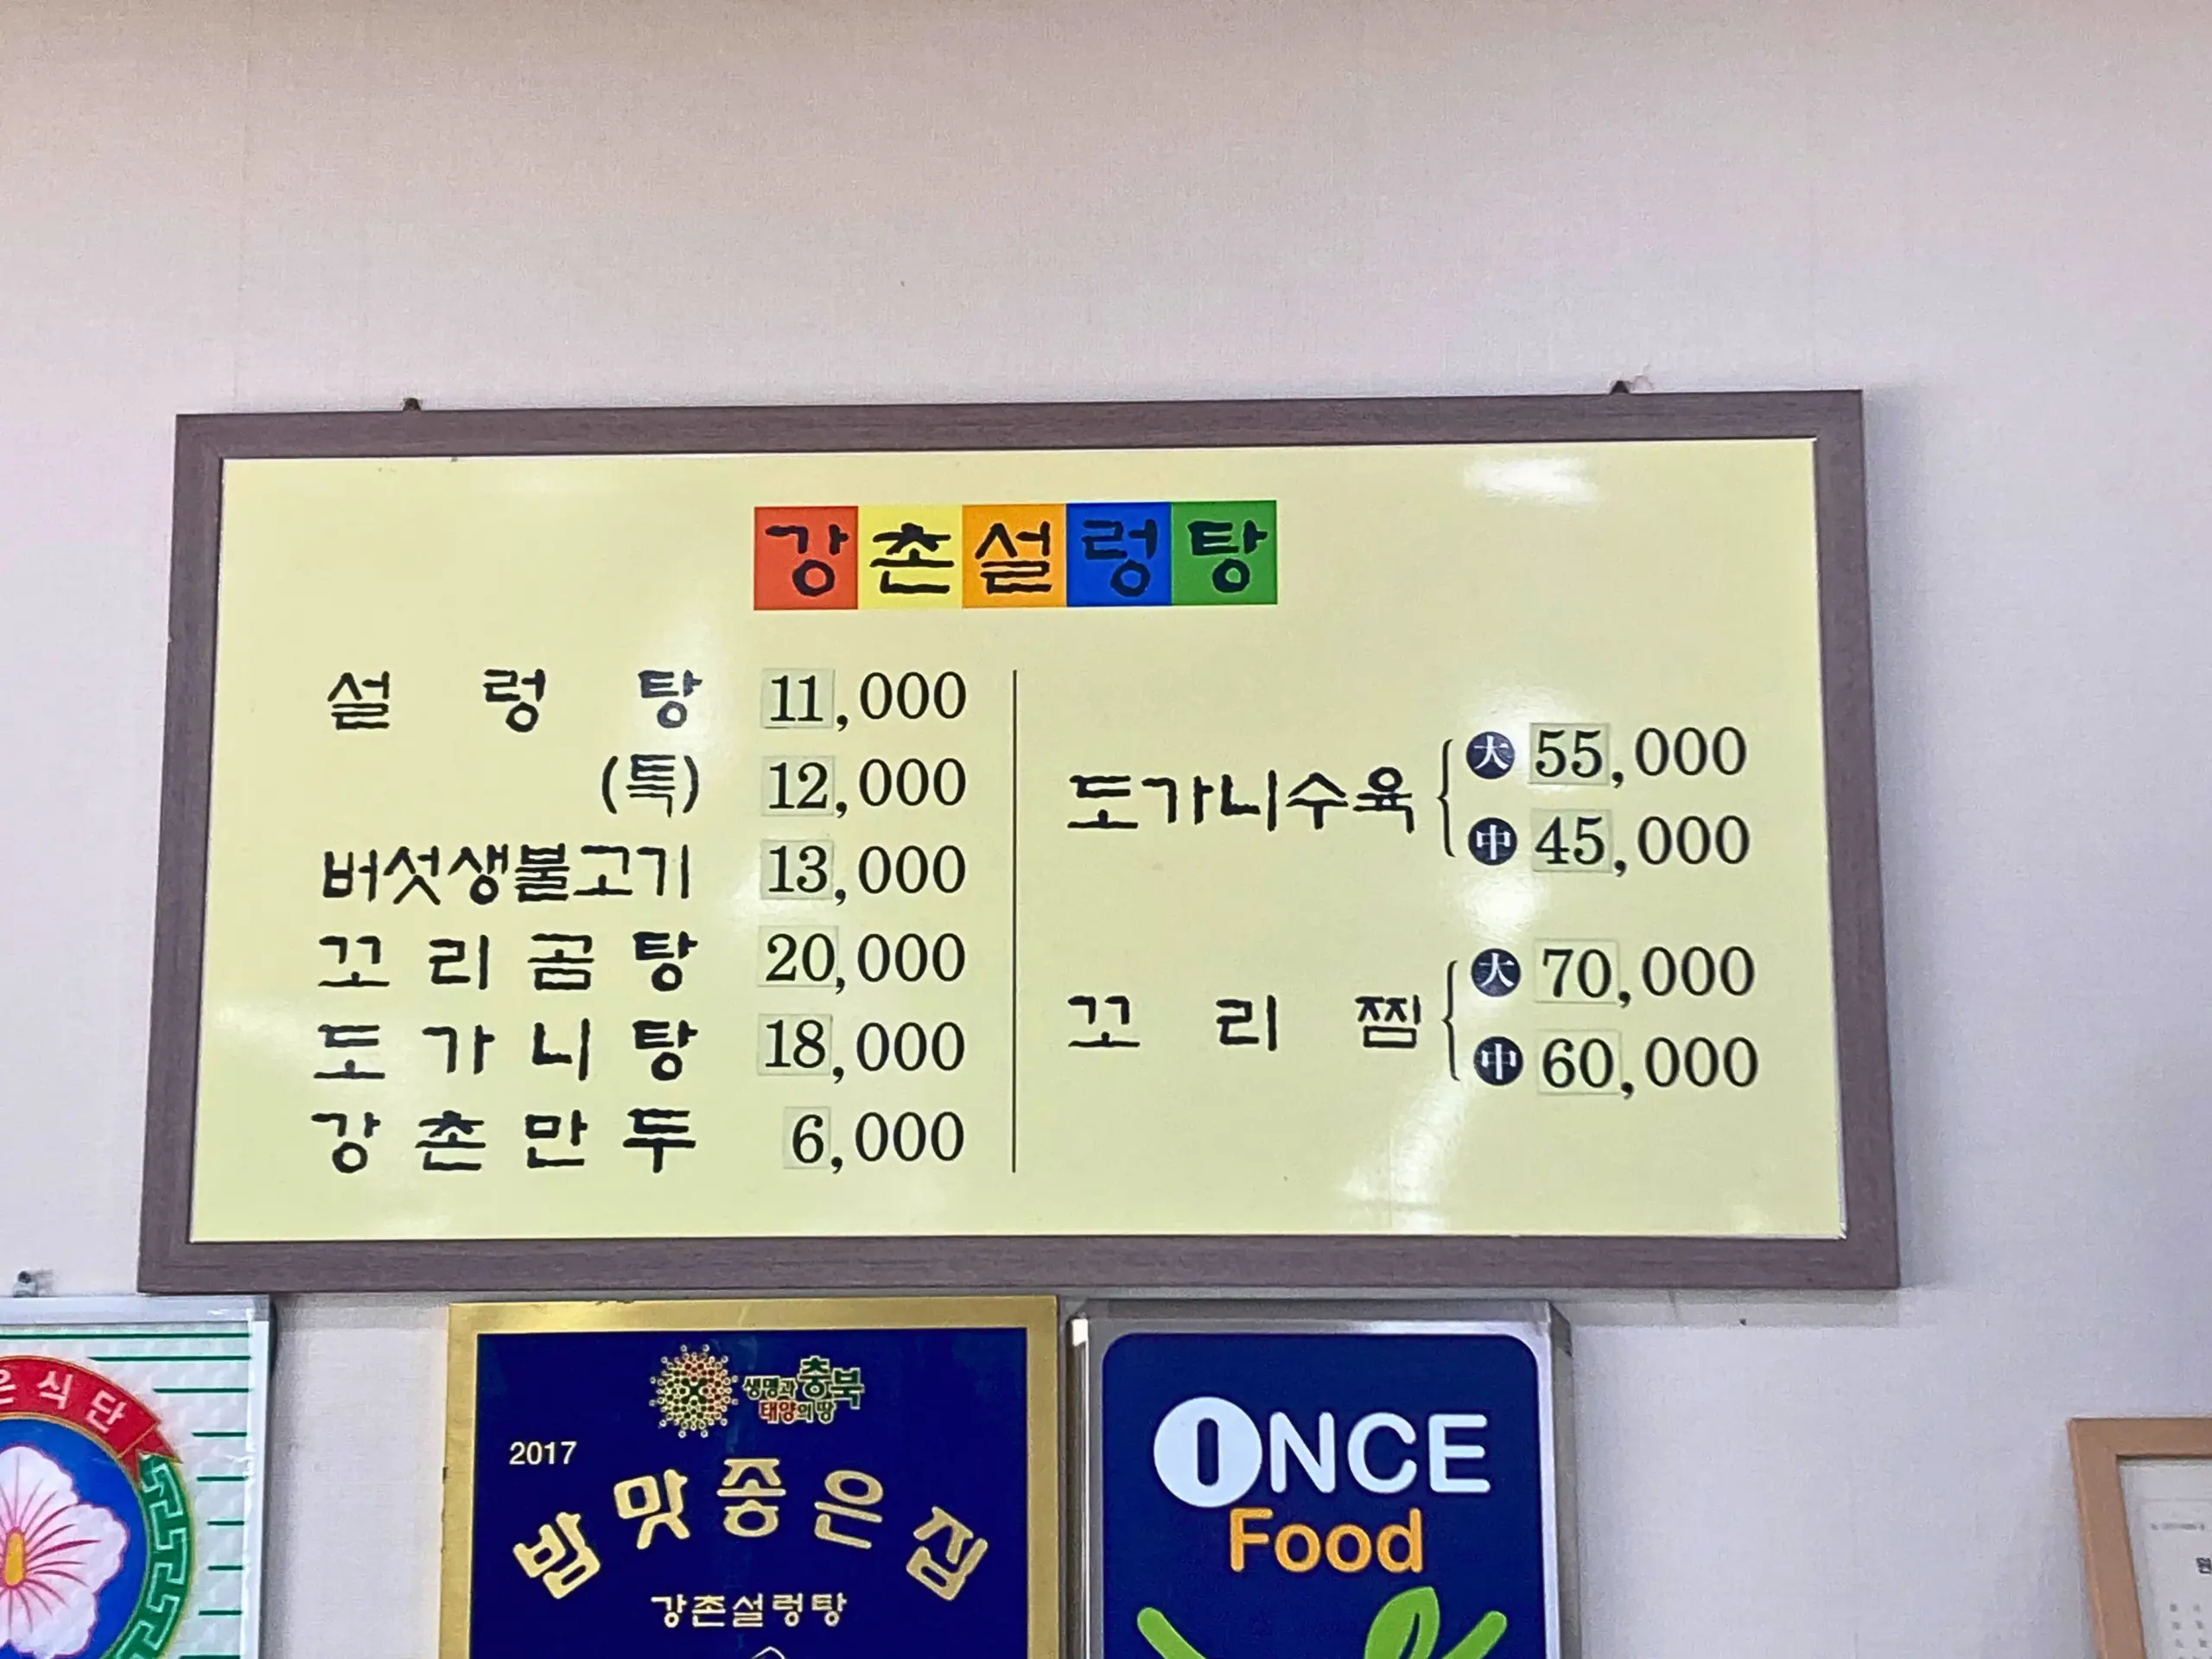 강촌설렁탕
설렁탕 11,000
(특) 12,000
버섯생불고기 13,000
꼬리곰탕 20,000
도가니탕 18,000
강촌만두 6,000
도가니수육
大 55,000
中 45,000
꼬리찜
大 70,000
中 60,000
은식단
생명과
태양의땅
충북
2017
밥맛좋은집
강촌설렁탕
ONCE
Food